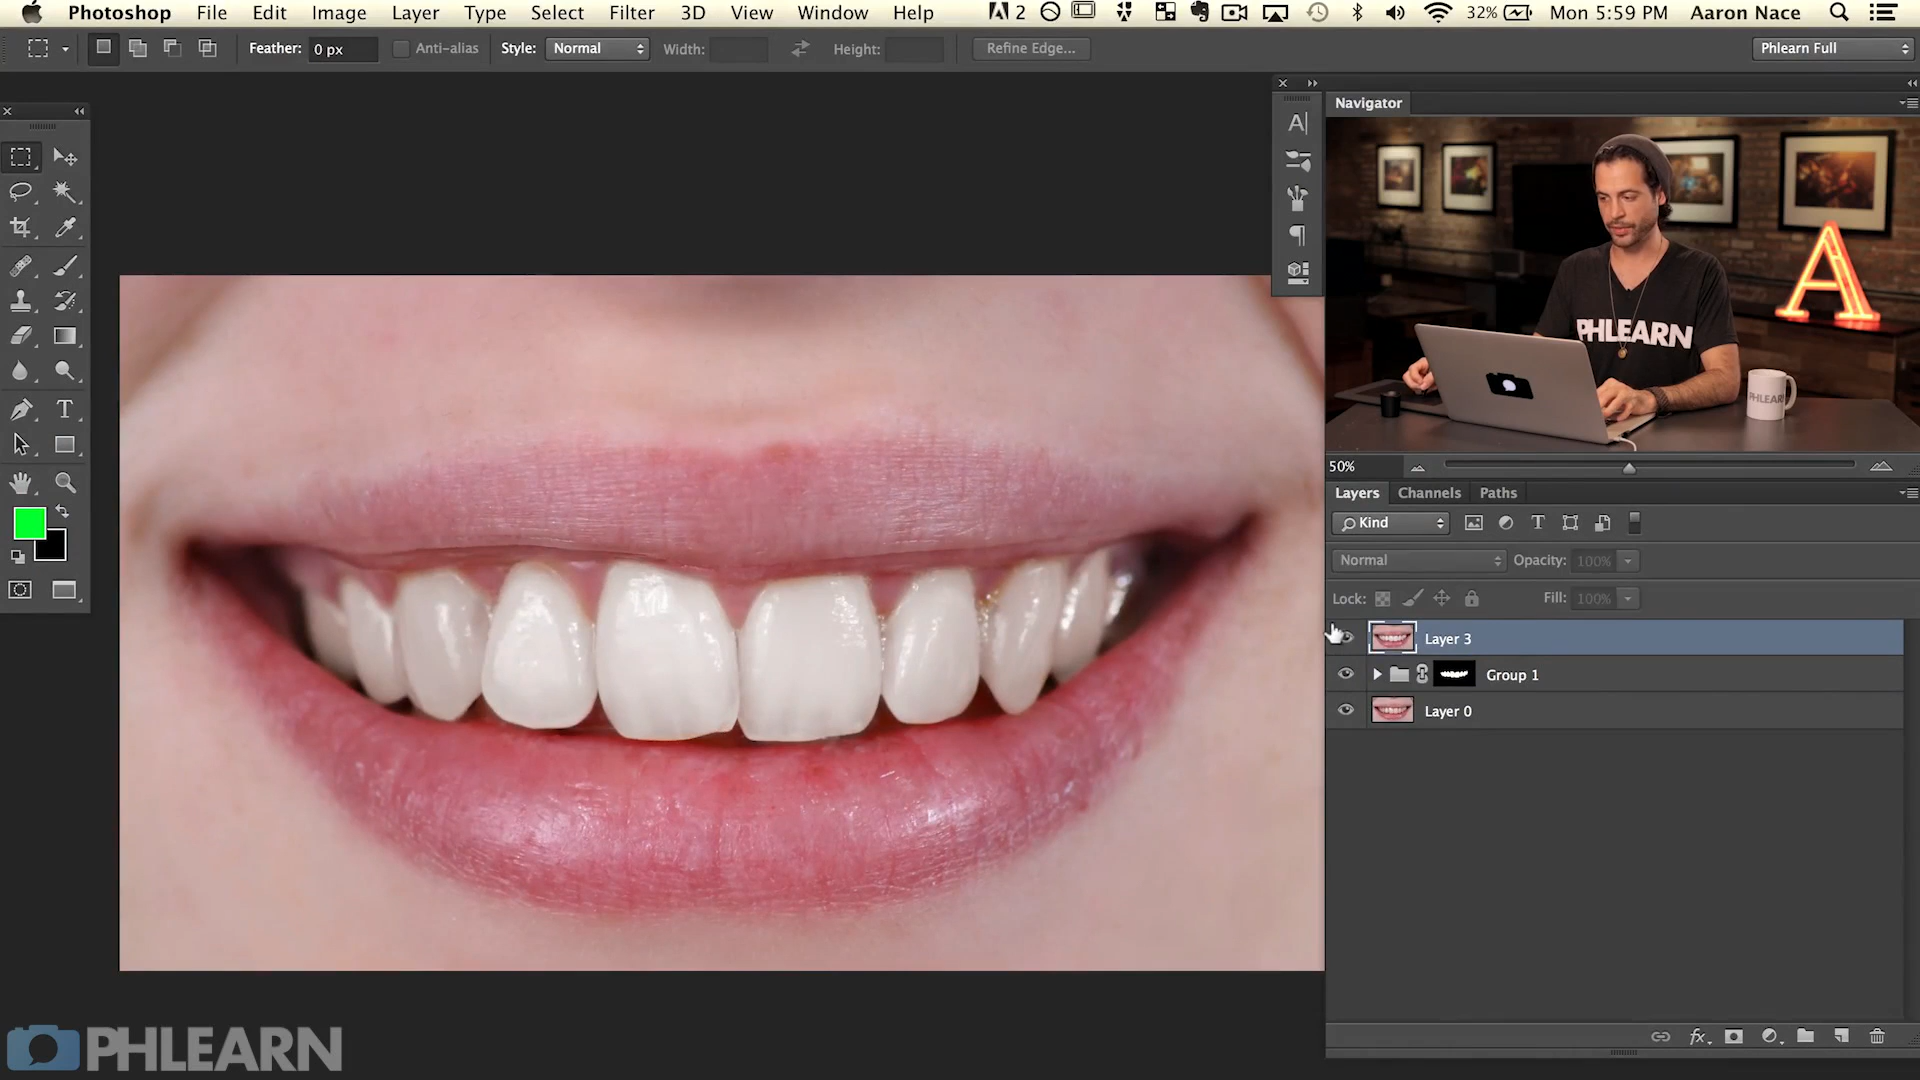 Photoshop File Edit Image Layer Type Select Filter 3D View Window Help 2 32% Mon 5:59 PM Aaron Nace
Feather: 0 px Anti-alias Style: Normal Width: Height: Refine Edge... Phlearn Full
Navigator
A
PHLEARN
PHLEARN
50%
Layers Channels Paths
Kind
Normal Opacity: 100%
Lock: Fill: 100%
Layer 3
Group 1
Layer 0
PHLEARN